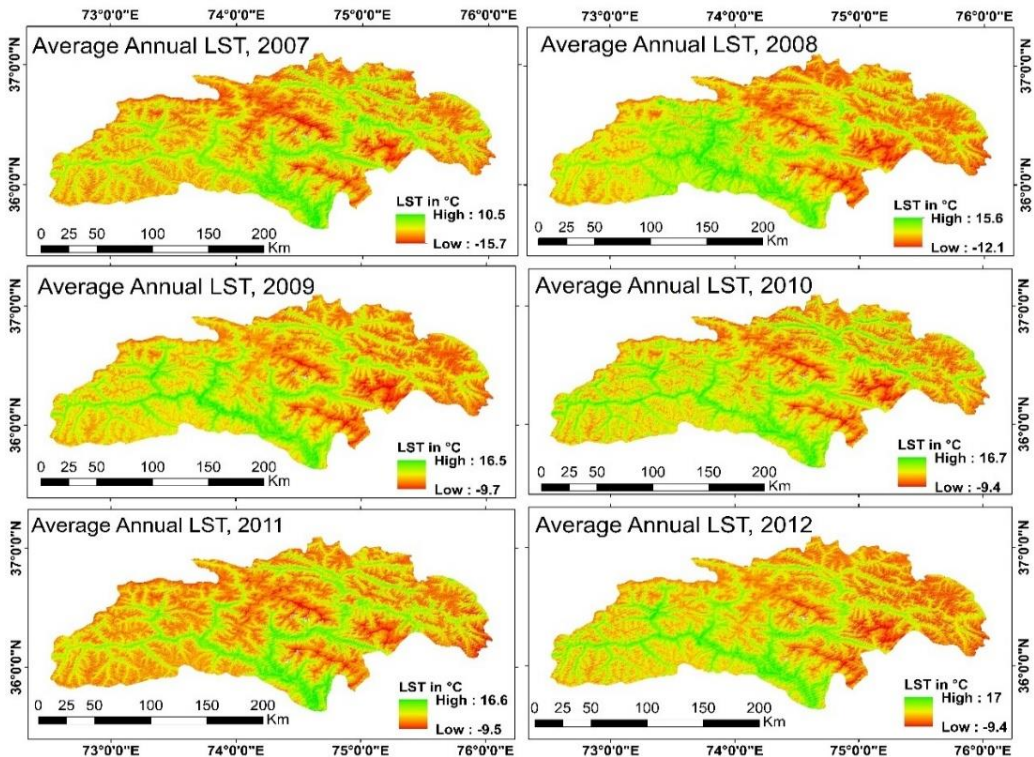 73°0'0"E 74°0'0"E 75°0'0"E 76°0'0"E 73°0'0"E 74°0'0"E 75°0'0"E 76°0'0"E
Average Annual LST, 2007
37°0'0"N
36°0'0"N
LST in °C
High : 10.5
Low : -15.7
0 25 50 100 150 200
Km
Average Annual LST, 2008
37°0'0"N
36°0'0"N
LST in °C
High : 15.6
Low : -12.1
0 25 50 100 150 200
Km
Average Annual LST, 2009
37°0'0"N
36°0'0"N
LST in °C
High : 16.5
Low : -9.7
0 25 50 100 150 200
Km
Average Annual LST, 2010
37°0'0"N
36°0'0"N
LST in °C
High : 16.7
Low : -9.4
0 25 50 100 150 200
Km
Average Annual LST, 2011
37°0'0"N
36°0'0"N
LST in °C
High : 16.6
Low : -9.5
0 25 50 100 150 200
Km
Average Annual LST, 2012
37°0'0"N
36°0'0"N
LST in °C
High : 17
Low : -9.4
0 25 50 100 150 200
Km
73°0'0"E 74°0'0"E 75°0'0"E 76°0'0"E 73°0'0"E 74°0'0"E 75°0'0"E 76°0'0"E